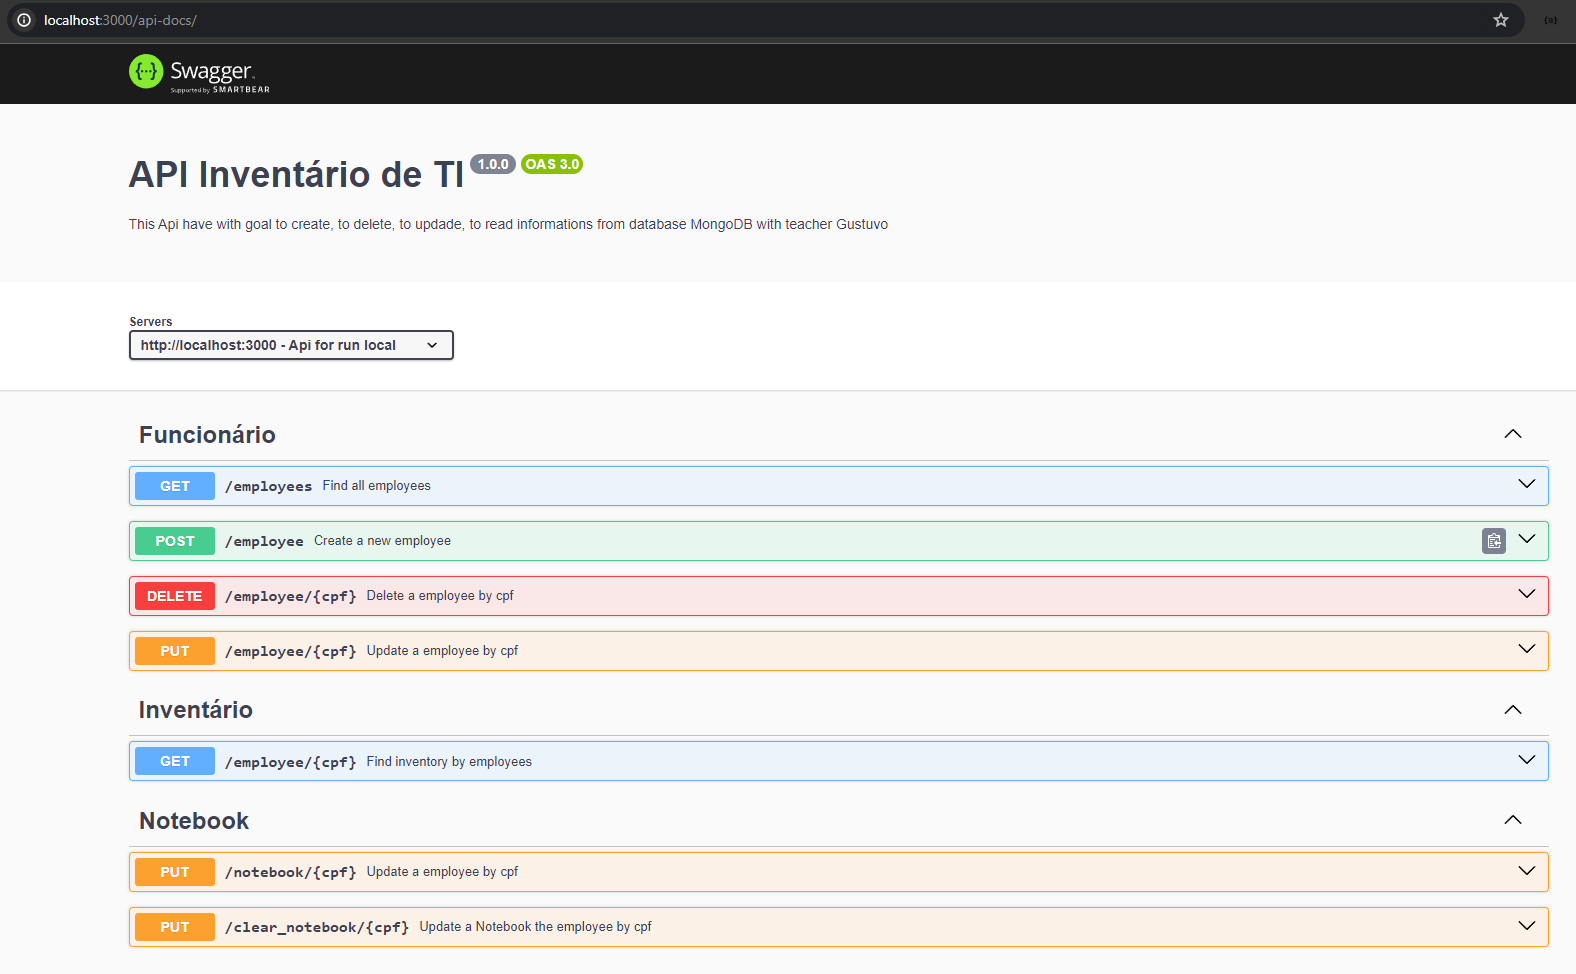 localhost:3000/api-docs/
Swagger
Supported by SMARTBEAR
API Inventário de TI 1.0.0 OAS 3.0
This Api have with goal to create, to delete, to updade, to read informations from database MongoDB with teacher Gustuvo
Servers
http://localhost:3000 - Api for run local
Funcionário
GET /employees Find all employees
POST /employee Create a new employee
DELETE /employee/{cpf} Delete a employee by cpf
PUT /employee/{cpf} Update a employee by cpf
Inventário
GET /employee/{cpf} Find inventory by employees
Notebook
PUT /notebook/{cpf} Update a employee by cpf
PUT /clear_notebook/{cpf} Update a Notebook the employee by cpf